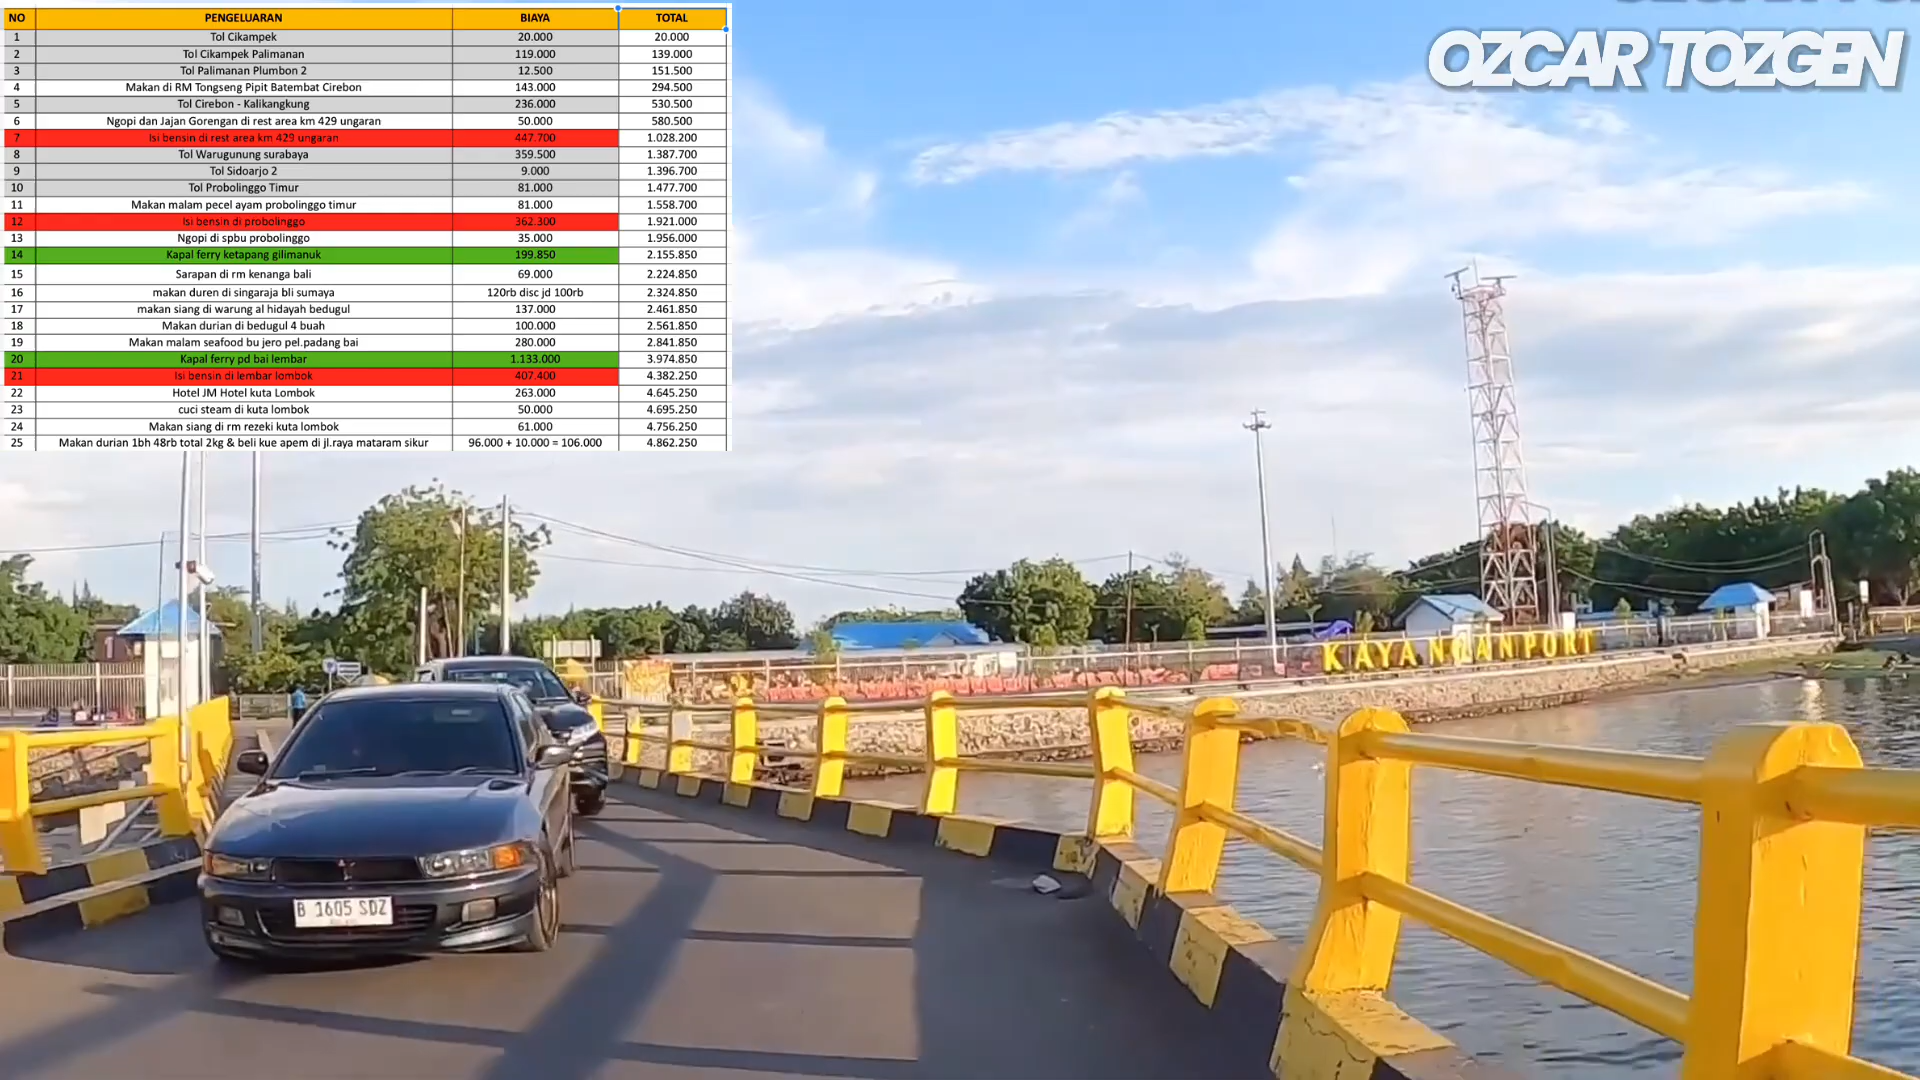 NO PENGELUARAN BIAYA TOTAL
1 Tol Cikampek 20.000 20.000
2 Tol Cikampek Palimanan 119.000 139.000
3 Tol Palimanan Plumbon 2 12.500 151.500
4 Makan di RM Tongseng Pipit Batembat Cirebon 143.000 294.500
5 Tol Cirebon - Kalikangkung 236.000 530.500
6 Ngopi dan Jajan Gorengan di rest area km 429 ungaran 50.000 580.500
7 Isi bensin di rest area km 429 ungaran 447.700 1.028.200
8 Tol Warugunung surabaya 359.500 1.387.700
9 Tol Sidoarjo 2 9.000 1.396.700
10 Tol Probolinggo Timur 81.000 1.477.700
11 Makan malam pecel ayam probolinggo timur 81.000 1.558.700
12 Isi bensin di probolinggo 362.300 1.921.000
13 Ngopi di spbu probolinggo 35.000 1.956.000
14 Kapal ferry ketapang gilimanuk 199.850 2.155.850
15 Sarapan di rm kenanga bali 69.000 2.224.850
16 makan duren di singaraja bli sumaya 120rb disc jd 100rb 2.324.850
17 makan siang di warung al hidayah bedugul 137.000 2.461.850
18 Makan durian di bedugul 4 buah 100.000 2.561.850
19 Makan malam seafood bu jero pel.padang bai 280.000 2.841.850
20 Kapal ferry pd bai lembar 1.133.000 3.974.850
21 Isi bensin di lembar lombok 407.400 4.382.250
22 Hotel JM Hotel kuta Lombok 263.000 4.645.250
23 cuci steam di kuta lombok 50.000 4.695.250
24 Makan siang di rm rezeki kuta lombok 61.000 4.756.250
25 Makan durian 1bh 48rb total 2kg & beli kue apem di jl.raya mataram sikur 96.000 + 10.000 = 106.000 4.862.250
OZCAR TOZGEN
KAYANGAN PORT
B 1605 SDZ